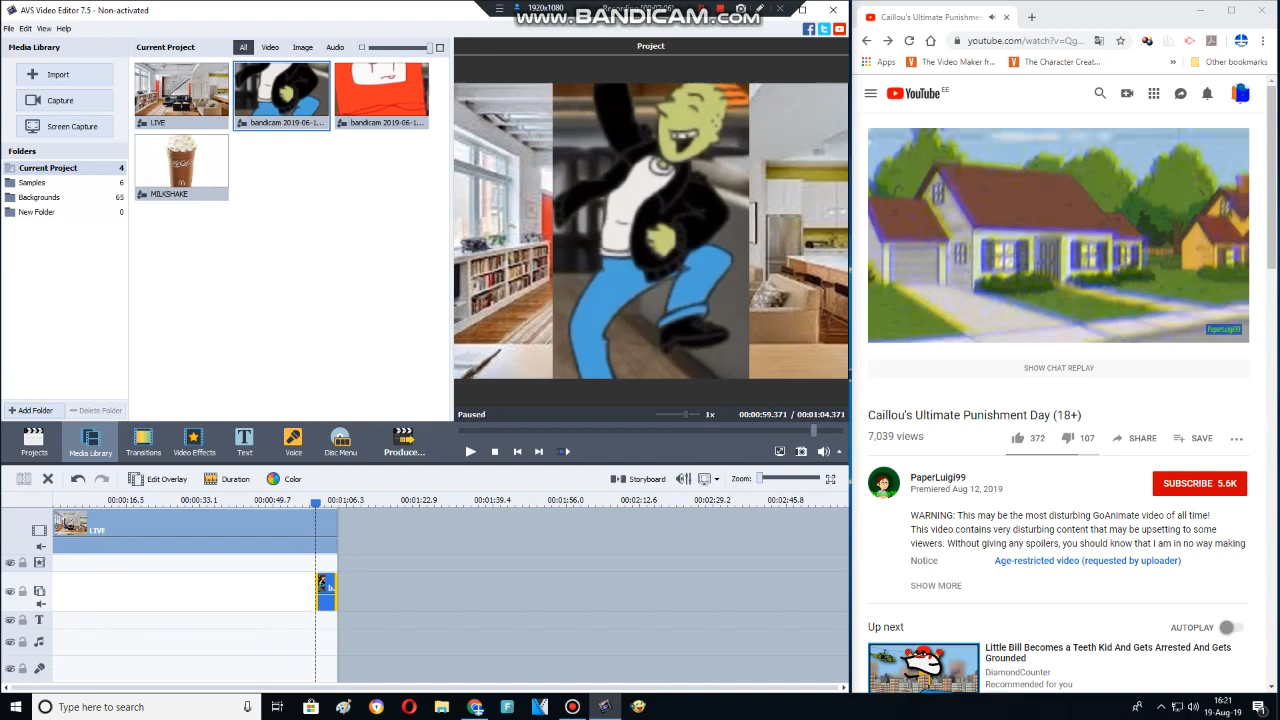 AVS Video Editor 7.5 - Non-activated
1920x1080
www.BANDICAM.com
File Edit View Help
Media Library
Import
Capture
Screen Capture
Folders
Current Project 4
Samples 6
Backgrounds 65
New Folder 0
Add Folder
Delete Folder
Current Project
All Video Image Audio
LIVE
bandicam 2019-06-1...
bandicam 2019-06-1...
MILKSHAKE
Project
Paused
1x
00:00:59.371 / 00:01:04.371
Projects
Media Library
Transitions
Video Effects
Text
Voice
Disc Menu
Produce...
Edit Overlay
Duration
Color
Storyboard
Zoom:
00:00:16.5 00:00:33.1 00:00:49.7 00:01:06.3 00:01:22.9 00:01:39.4 00:01:56.0 00:02:12.6 00:02:29.2 00:02:45.8
LIVE
b.
T
Type here to search
Caillou's Ultimate Punishmen
youtube.com/watch?v=Qg...
Apps
The Video Maker fr...
The Character Creat...
»
Other bookmarks
YouTube EE
PaperLuigi99
SHOW CHAT REPLAY
Caillou's Ultimate Punishment Day (18+)
7,039 views
372
107
SHARE
SAVE
PaperLuigi99
Premiered Aug 12, 2019
SUBSCRIBE 5.6K
WARNING: This may be the most disturbing GoAnimate video of all time!
This video contains very disturbing content that may be upsetting to some
viewers. Without giving any spoilers, you should know that I am in no way making
Notice Age-restricted video (requested by uploader)
SHOW MORE
Up next
AUTOPLAY
Little Bill Becomes a Teeth Kid And Gets Arrested And Gets
Grounded
DiamondCounter
Recommended for you
16:21
19-Aug-19